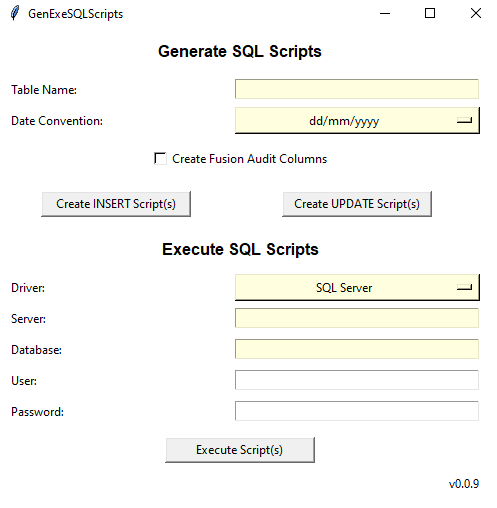 GenExeSQLScripts
Generate SQL Scripts
Table Name:
Date Convention: dd/mm/yyyy
Create Fusion Audit Columns
Create INSERT Script(s) Create UPDATE Script(s)
Execute SQL Scripts
Driver: SQL Server
Server:
Database:
User:
Password:
Execute Script(s)
v0.0.9